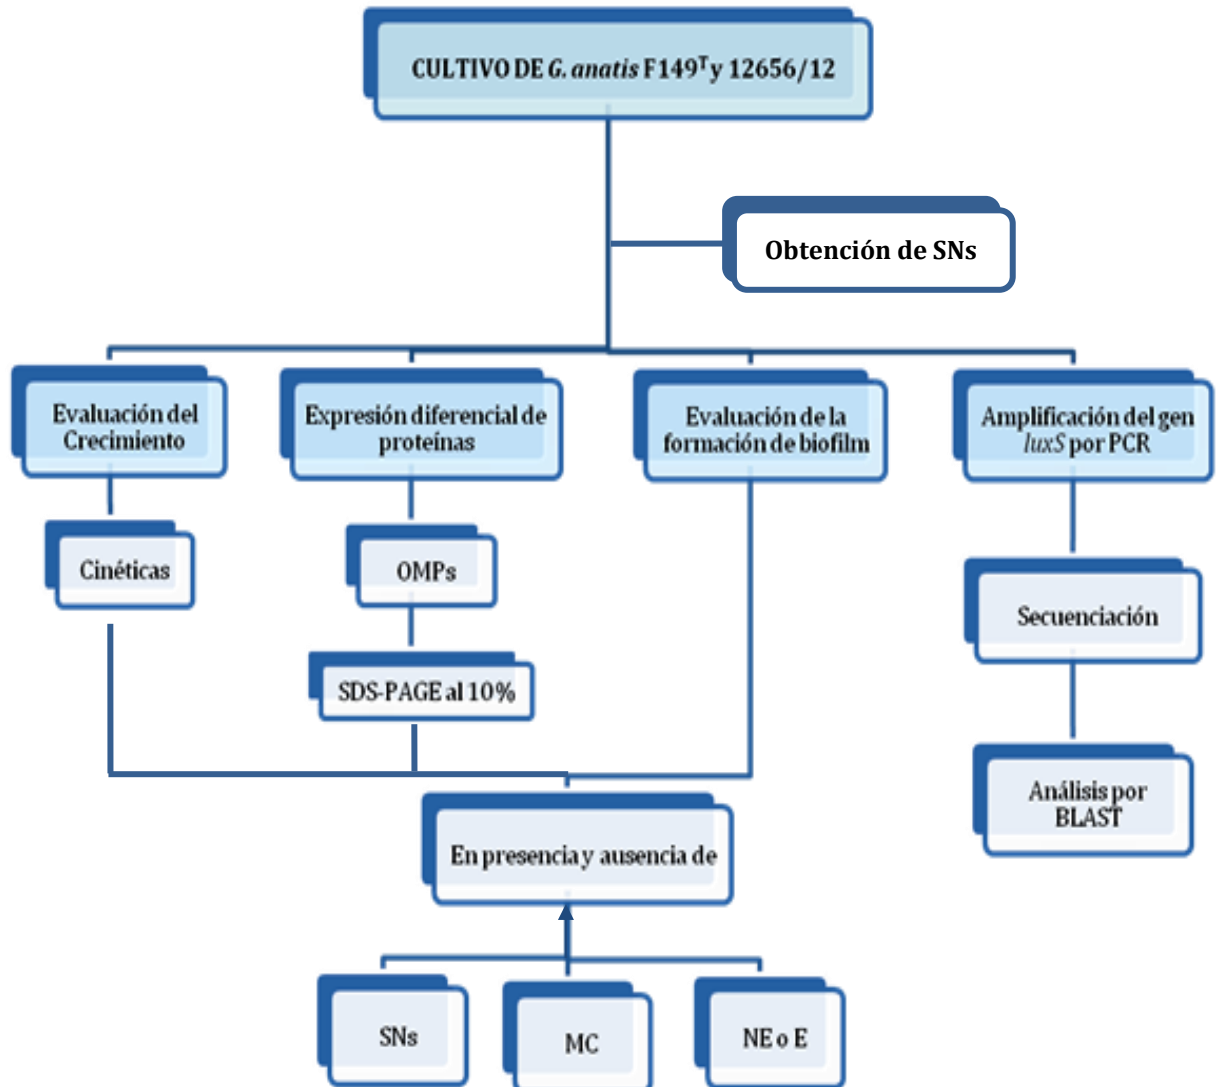 CULTIVO DE G. anatis F149ᵀ y 12656/12
Obtención de SNs
Evaluación del
Crecimiento
Expresión diferencial de
proteínas
Evaluación de la
formación de biofilm
Amplificación del gen
luxS por PCR
Cinéticas
OMPs
SDS-PAGE al 10%
Secuenciación
Análisis por
BLAST
En presencia y ausencia de
SNs
MC
NE o E